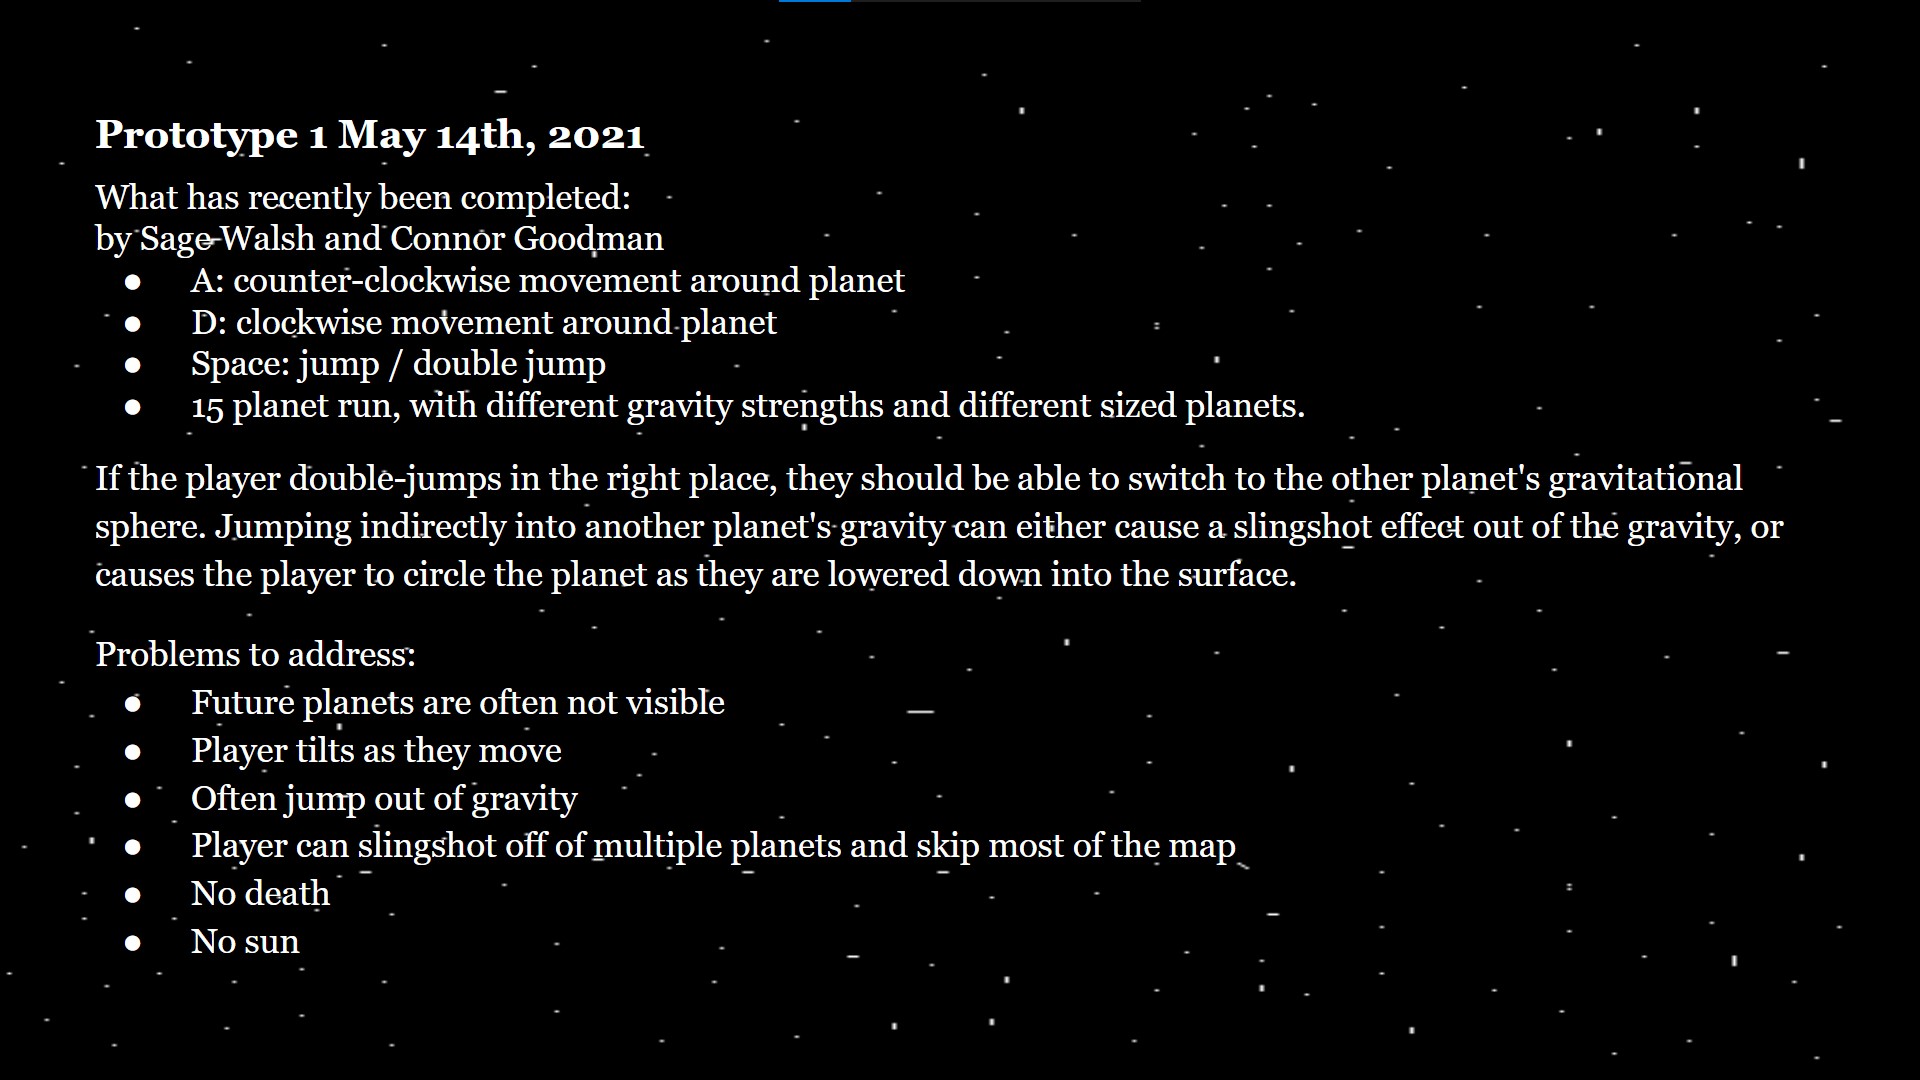 Prototype 1 May 14th, 2021
What has recently been completed:
by Sage Walsh and Connor Goodman
● A: counter-clockwise movement around planet
● D: clockwise movement around planet
● Space: jump / double jump
● 15 planet run, with different gravity strengths and different sized planets.
If the player double-jumps in the right place, they should be able to switch to the other planet's gravitational
sphere. Jumping indirectly into another planet's gravity can either cause a slingshot effect out of the gravity, or
causes the player to circle the planet as they are lowered down into the surface.
Problems to address:
● Future planets are often not visible
● Player tilts as they move
● Often jump out of gravity
● Player can slingshot off of multiple planets and skip most of the map
● No death
● No sun